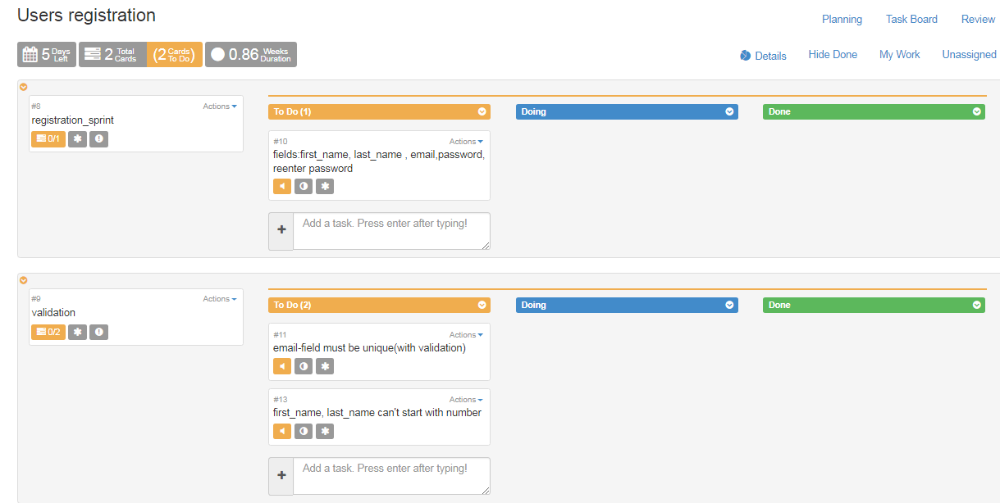 Users registration
Planning Task Board Review
5 Days Left 2 Total Cards (2 Cards To Do) 0.86 Weeks Duration
Details Hide Done My Work Unassigned
#8 Actions
registration_sprint
0/1
To Do (1) Doing Done
#10 Actions
fields:first_name, last_name , email,password,
reenter password
Add a task. Press enter after typing!
#9 Actions
validation
0/2
To Do (2) Doing Done
#11 Actions
email-field must be unique(with validation)
#13 Actions
first_name, last_name can't start with number
Add a task. Press enter after typing!